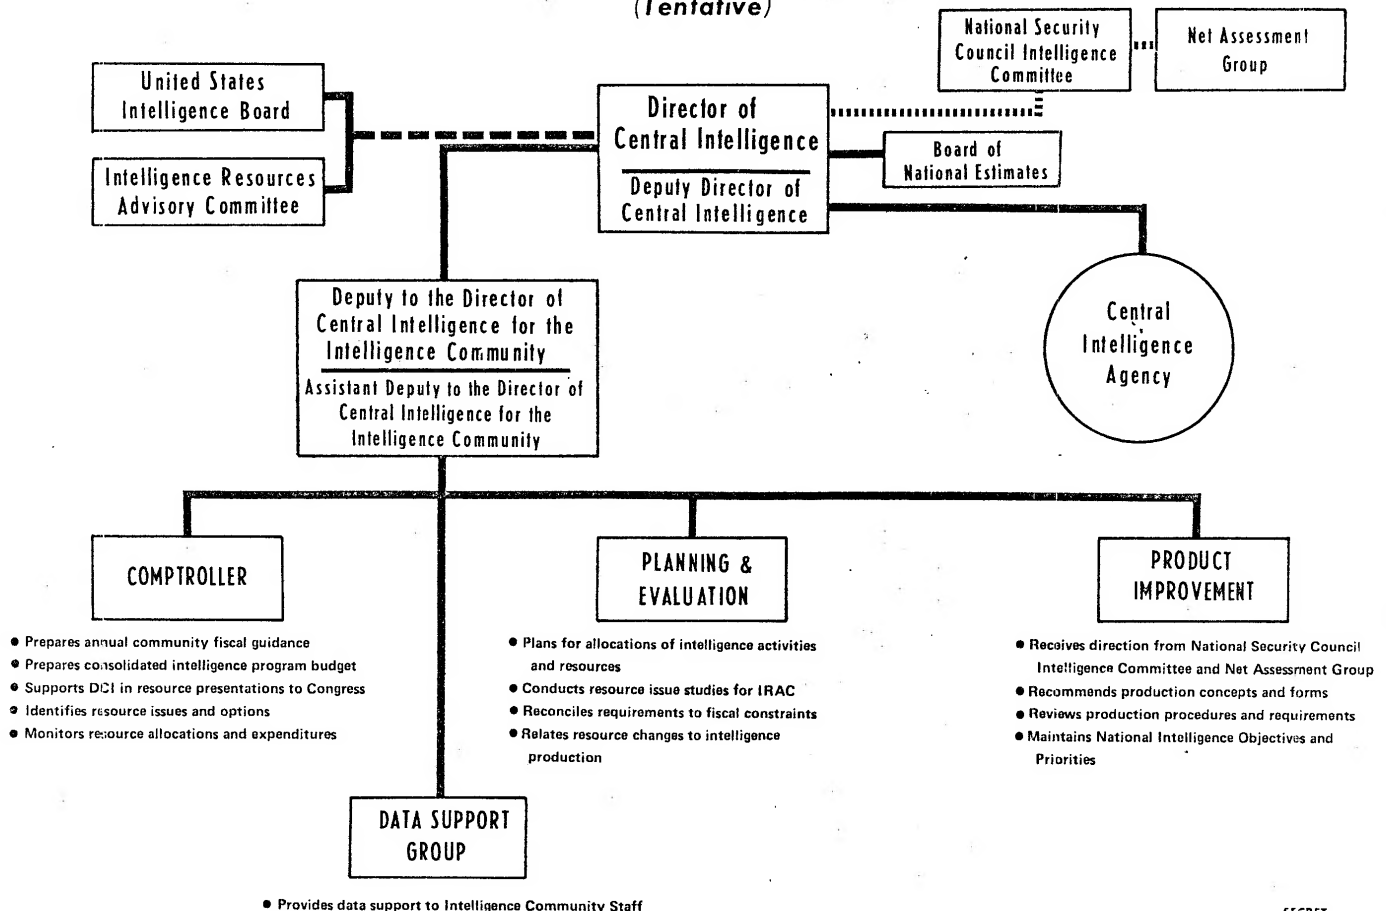 (Tentative)
National Security
Council Intelligence
Committee
Net Assessment
Group
United States
Intelligence Board
Intelligence Resources
Advisory Committee
Director of
Central Intelligence
Deputy Director of
Central Intelligence
Board of
National Estimates
Central
Intelligence
Agency
Deputy to the Director of
Central Intelligence for the
Intelligence Community
Assistant Deputy to the Director of
Central Intelligence for the
Intelligence Community
COMPTROLLER
● Prepares annual community fiscal guidance
● Prepares consolidated intelligence program budget
● Supports DCI in resource presentations to Congress
● Identifies resource issues and options
● Monitors resource allocations and expenditures
PLANNING &
EVALUATION
● Plans for allocations of intelligence activities
and resources
● Conducts resource issue studies for IRAC
● Reconciles requirements to fiscal constraints
● Relates resource changes to intelligence
production
PRODUCT
IMPROVEMENT
● Receives direction from National Security Council
Intelligence Committee and Net Assessment Group
● Recommends production concepts and forms
● Reviews production procedures and requirements
● Maintains National Intelligence Objectives and
Priorities
DATA SUPPORT
GROUP
● Provides data support to Intelligence Community Staff
SECRET